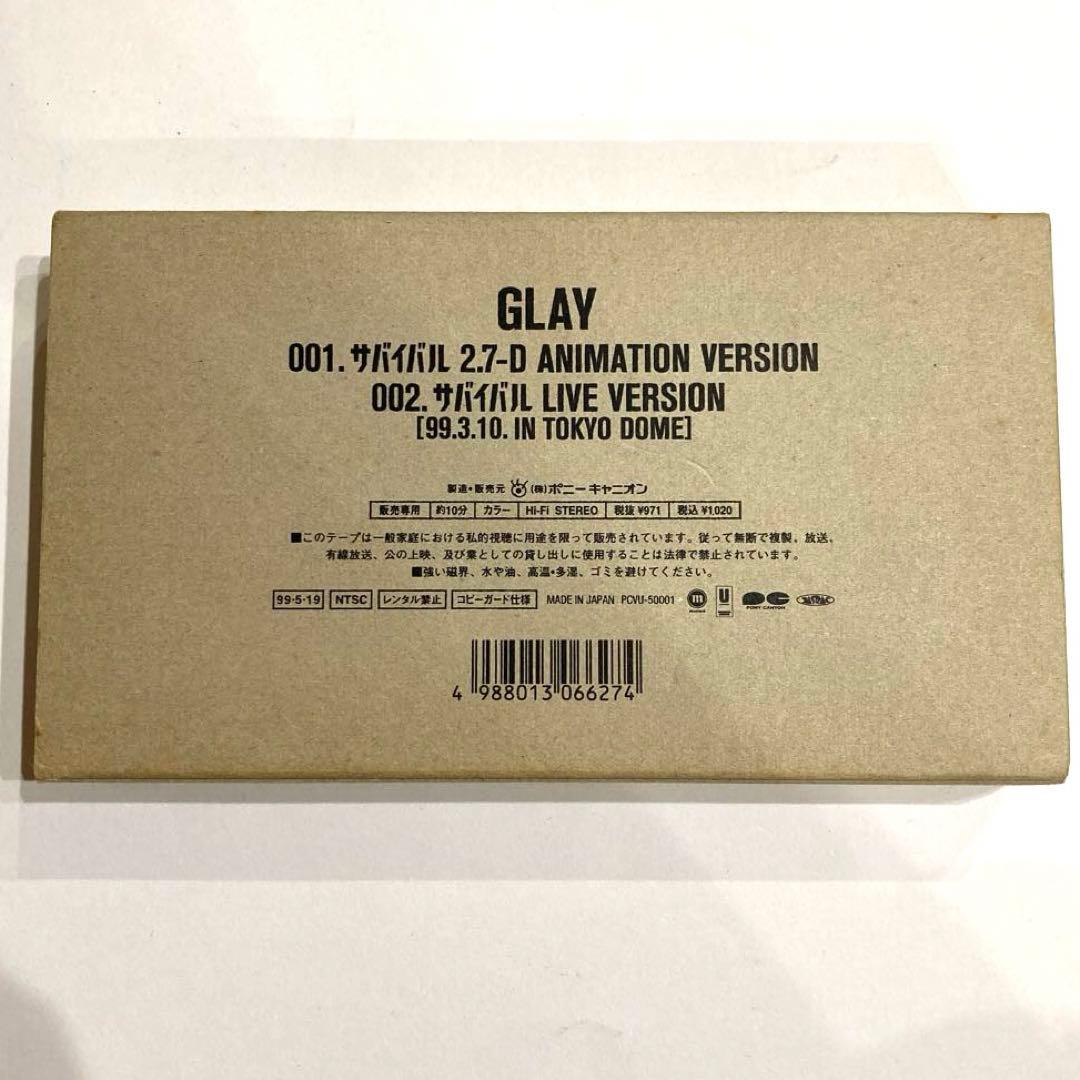 GLAY
001. サバイバル 2.7-D ANIMATION VERSION
002. サバイバル LIVE VERSION
[99.3.10. IN TOKYO DOME]
製造・販売元 (株)ポニーキャニオン
販売専用 約10分 カラー Hi-Fi STEREO 税抜¥971 税込¥1,020
■このテープは一般家庭における私的視聴に用途を限って販売されています。従って無断で複製、放送、
有線放送、公の上映、及び業としての貸し出しに使用することは法律で禁止されています。
■強い磁界、水や油、高温・多湿、ゴミを避けてください。
99・5・19 NTSC レンタル禁止 コピーガード仕様 MADE IN JAPAN PCVU-50001 m U PC PONY CANYON
4 988013 066274